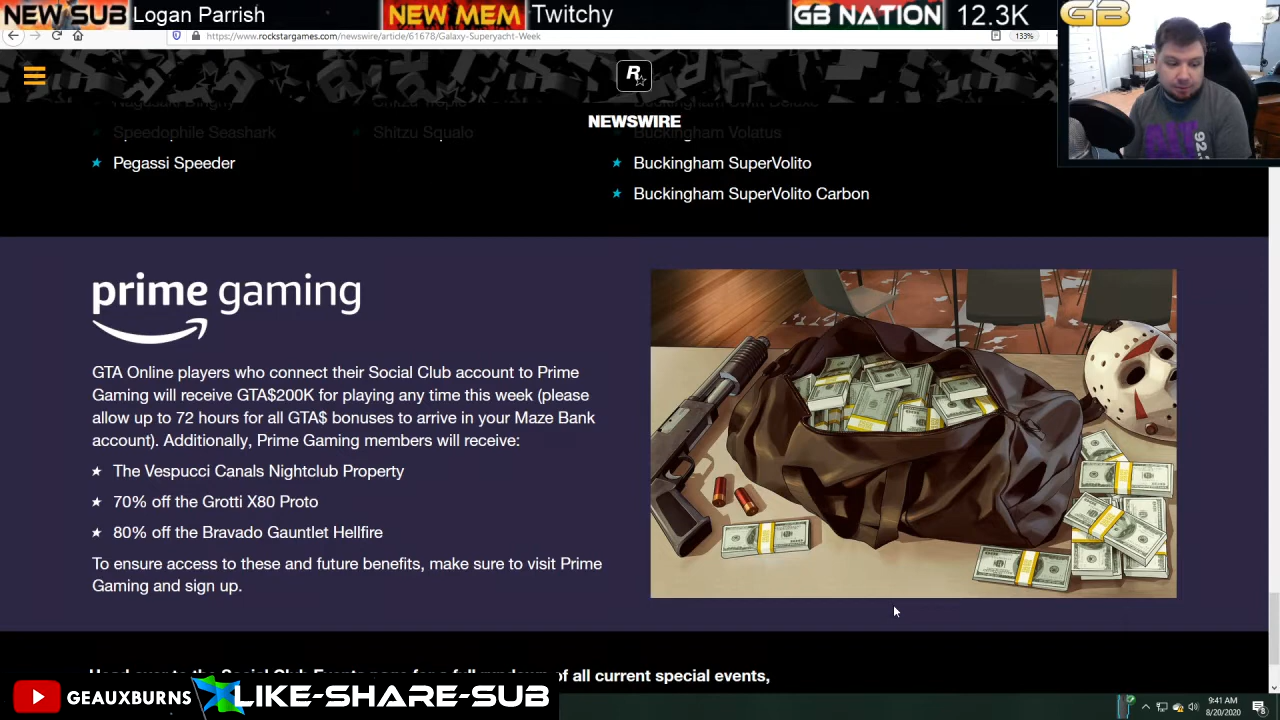 NEW SUB Logan Parrish NEW MEM Twitchy GB NATION 12.3K GB
https://www.rockstargames.com/newswire/article/61678/Galaxy-Superyacht-Week 133%
R
NEWSWIRE
Speedophile Seashark Shitzu Squalo Buckingham Volatus
Pegassi Speeder Buckingham SuperVolito
Buckingham SuperVolito Carbon
prime gaming
GTA Online players who connect their Social Club account to Prime
Gaming will receive GTA$200K for playing any time this week (please
allow up to 72 hours for all GTA$ bonuses to arrive in your Maze Bank
account). Additionally, Prime Gaming members will receive:
The Vespucci Canals Nightclub Property
70% off the Grotti X80 Proto
80% off the Bravado Gauntlet Hellfire
To ensure access to these and future benefits, make sure to visit Prime
Gaming and sign up.
of all current special events,
GEAUXBURNS LIKE-SHARE-SUB
9:41 AM
8/20/2020
8